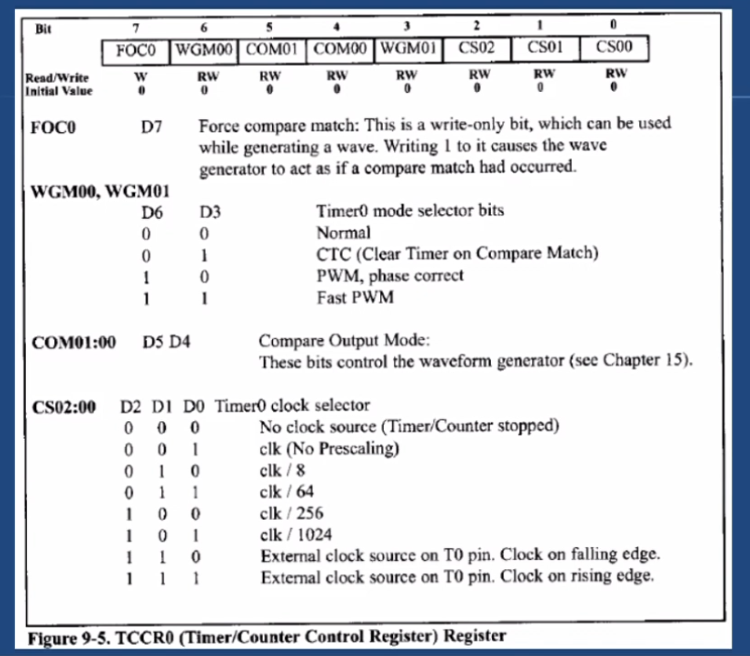 Bit 7 6 5 4 3 2 1 0
FOC0 WGM00 COM01 COM00 WGM01 CS02 CS01 CS00
Read/Write W RW RW RW RW RW RW RW
Initial Value 0 0 0 0 0 0 0 0
FOC0 D7 Force compare match: This is a write-only bit, which can be used
while generating a wave. Writing 1 to it causes the wave
generator to act as if a compare match had occurred.
WGM00, WGM01
D6 D3 Timer0 mode selector bits
0 0 Normal
0 1 CTC (Clear Timer on Compare Match)
1 0 PWM, phase correct
1 1 Fast PWM
COM01:00 D5 D4 Compare Output Mode:
These bits control the waveform generator (see Chapter 15).
CS02:00 D2 D1 D0 Timer0 clock selector
0 0 0 No clock source (Timer/Counter stopped)
0 0 1 clk (No Prescaling)
0 1 0 clk / 8
0 1 1 clk / 64
1 0 0 clk / 256
1 0 1 clk / 1024
1 1 0 External clock source on T0 pin. Clock on falling edge.
1 1 1 External clock source on T0 pin. Clock on rising edge.
Figure 9-5. TCCR0 (Timer/Counter Control Register) Register